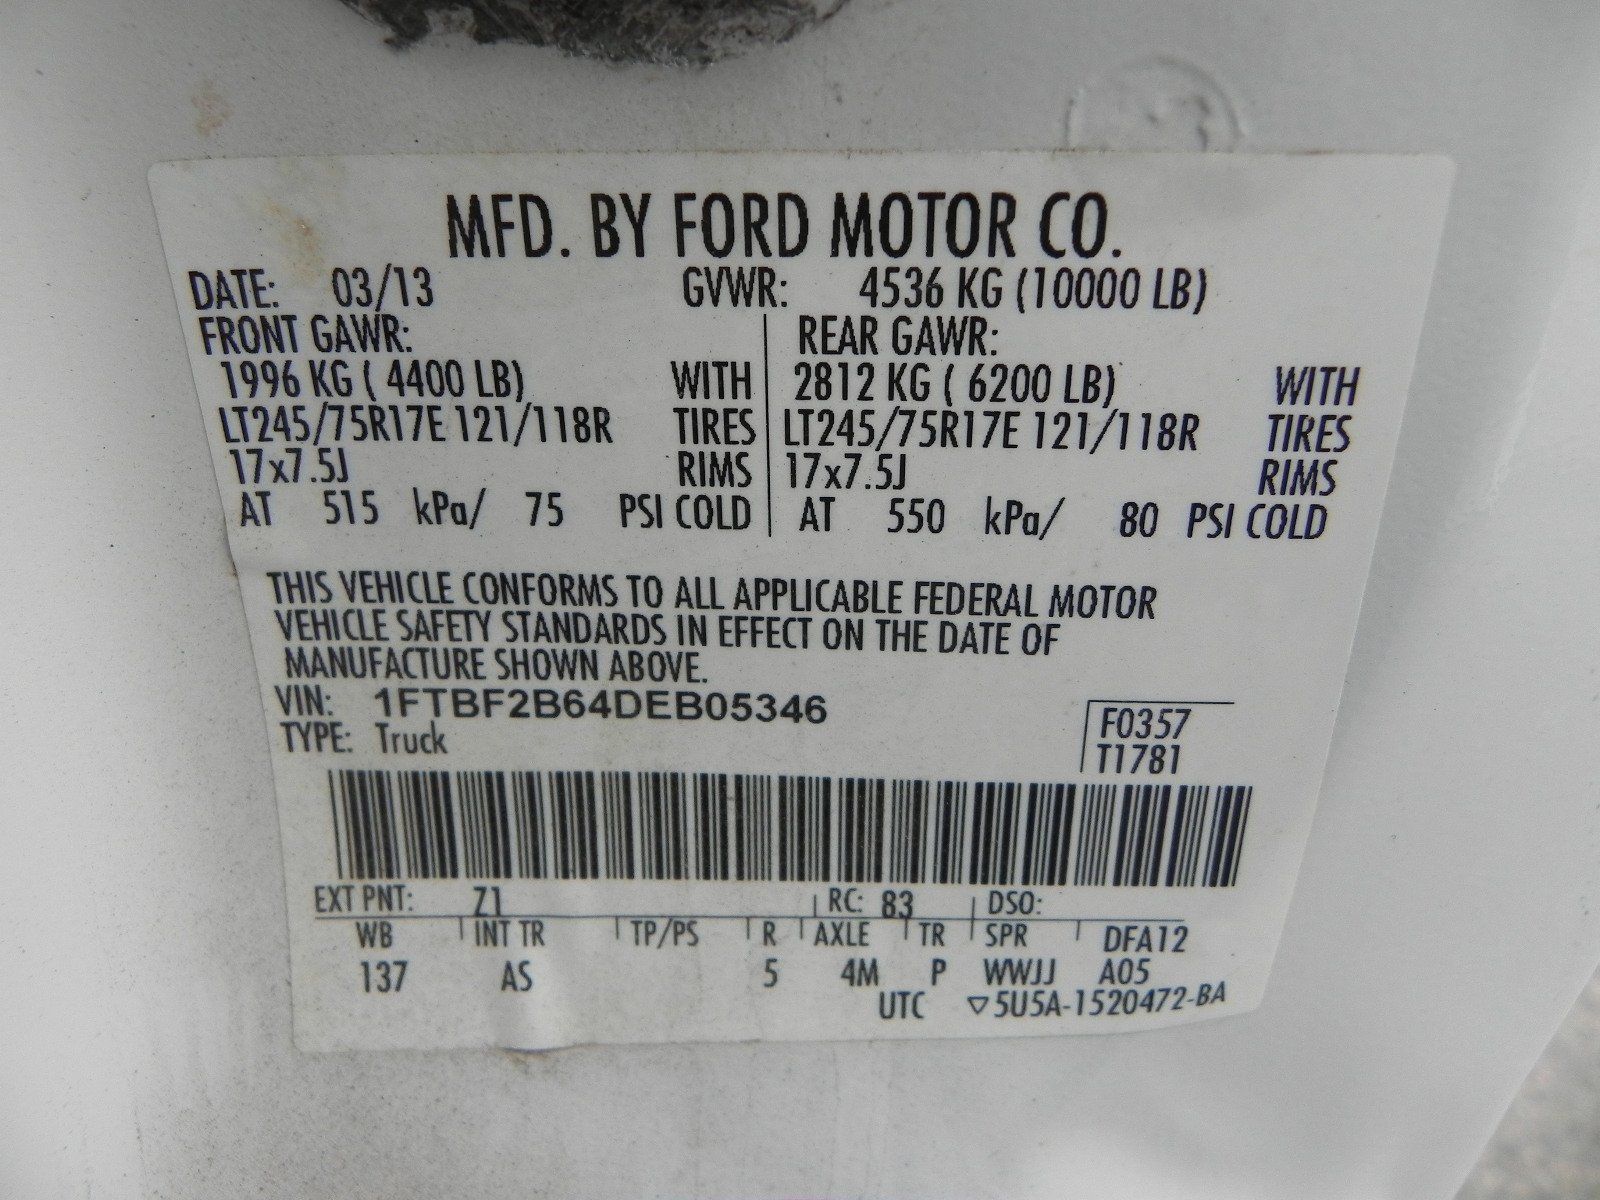 MFD. BY FORD MOTOR CO.
DATE: 03/13 GVWR: 4536 KG (10000 LB)
FRONT GAWR: REAR GAWR:
1996 KG ( 4400 LB) WITH 2812 KG ( 6200 LB) WITH
LT245/75R17E 121/118R TIRES LT245/75R17E 121/118R TIRES
17x7.5J RIMS 17x7.5J RIMS
AT 515 kPa/ 75 PSI COLD AT 550 kPa/ 80 PSI COLD
THIS VEHICLE CONFORMS TO ALL APPLICABLE FEDERAL MOTOR
VEHICLE SAFETY STANDARDS IN EFFECT ON THE DATE OF
MANUFACTURE SHOWN ABOVE.
VIN: 1FTBF2B64DEB05346
TYPE: Truck
F0357
T1781
EXT PNT: Z1 RC: 83 DSO:
WB INT TR TP/PS R AXLE TR SPR DFA12
137 AS 5 4M P WWJJ A05
UTC ▽5U5A-1520472-BA